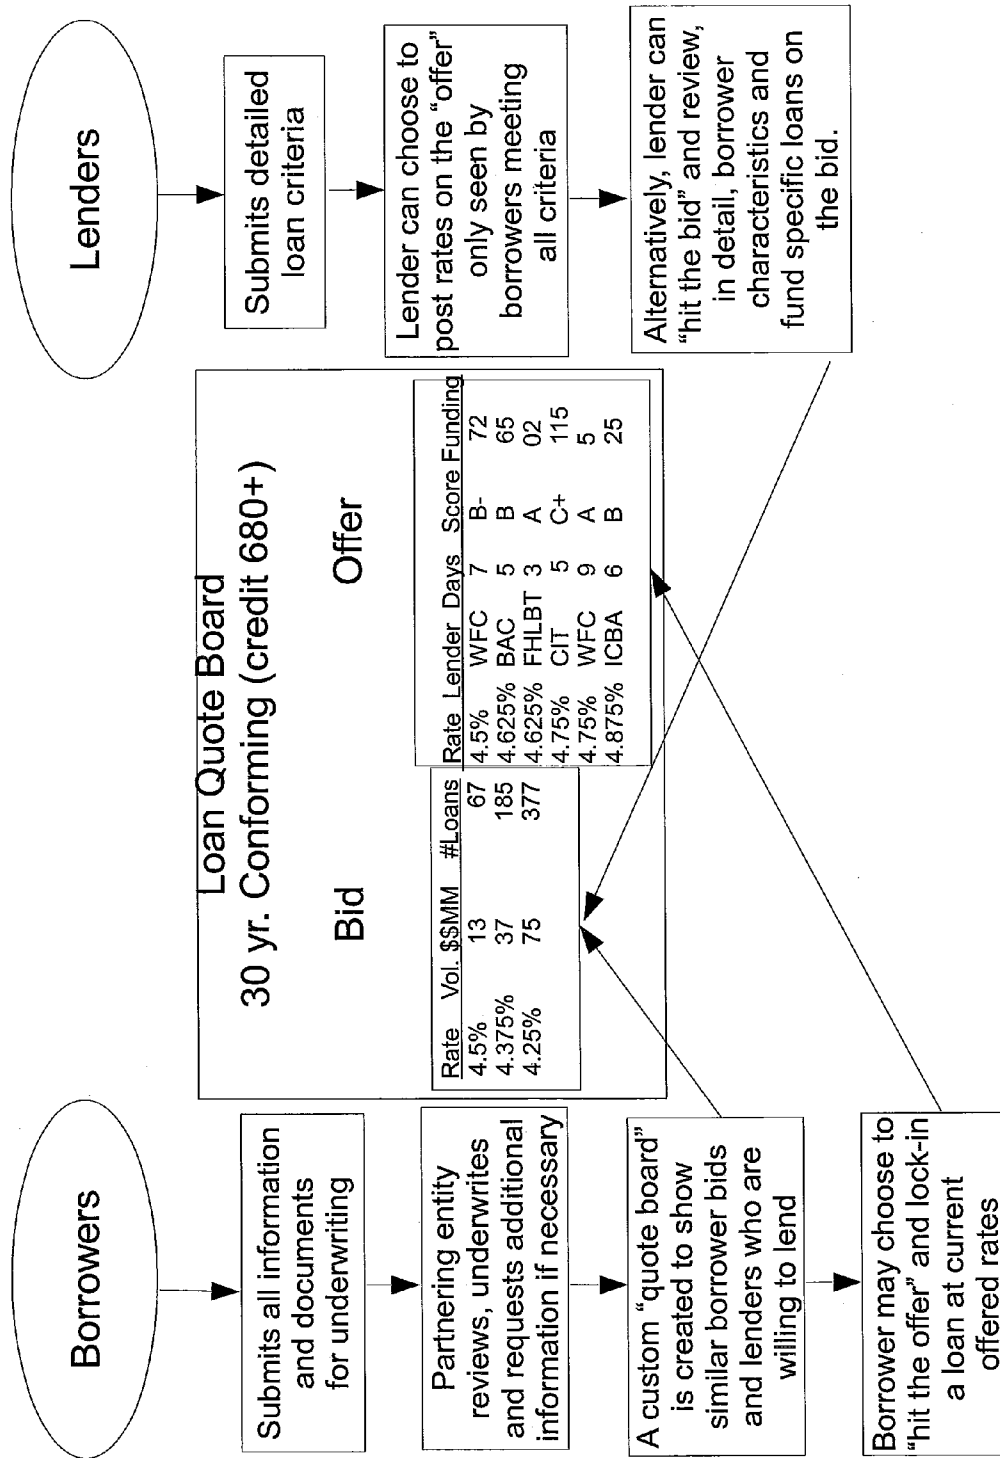 Borrowers
Submits all information
and documents
for underwriting
Partnering entity
reviews, underwrites
and requests additional
information if necessary
A custom “quote board”
is created to show
similar borrower bids
and lenders who are
willing to lend
Borrower may choose to
“hit the offer” and lock-in
a loan at current
offered rates
Loan Quote Board
30 yr. Conforming (credit 680+)
Bid Offer
Rate Vol. $SMM #Loans
4.5% 13 67
4.375% 37 185
4.25% 75 377
Rate Lender Days Score Funding
4.5% WFC 7 B- 72
4.625% BAC 5 B 65
4.625% FHLBT 3 A 02
4.75% CIT 5 C+ 115
4.75% WFC 9 A 5
4.875% ICBA 6 B 25
Lenders
Submits detailed
loan criteria
Lender can choose to
post rates on the “offer”
only seen by
borrowers meeting
all criteria
Alternatively, lender can
“hit the bid” and review,
in detail, borrower
characteristics and
fund specific loans on
the bid.